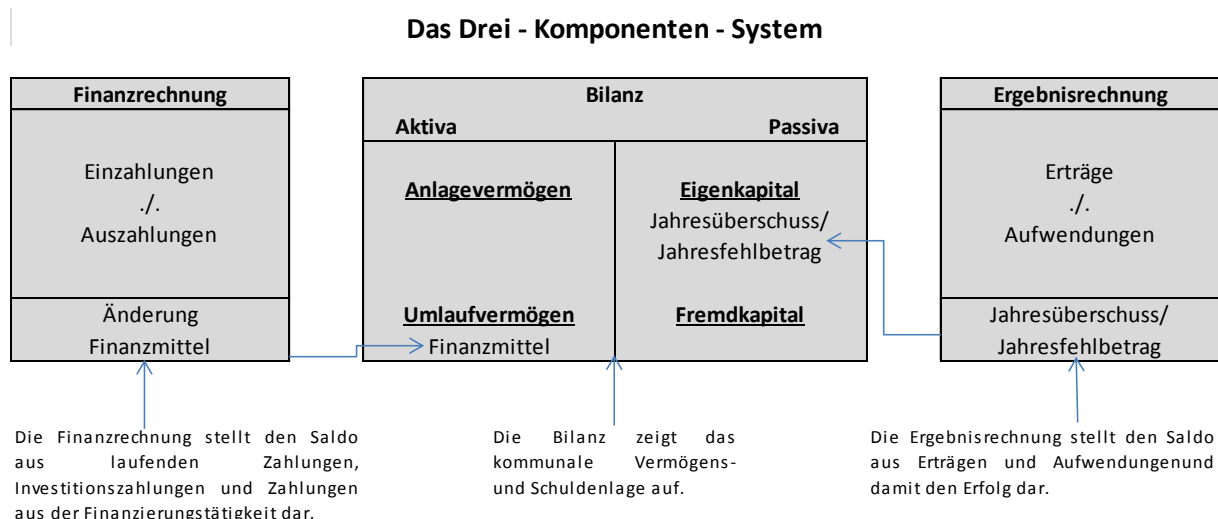 Das Drei - Komponenten - System
Finanzrechnung
Einzahlungen
./.
Auszahlungen
Änderung
Finanzmittel
Bilanz
Aktiva Passiva
Anlagevermögen Eigenkapital
Jahresüberschuss/
Jahresfehlbetrag
Umlaufvermögen Fremdkapital
Finanzmittel
Ergebnisrechnung
Erträge
./.
Aufwendungen
Jahresüberschuss/
Jahresfehlbetrag
Die Finanzrechnung stellt den Saldo
aus laufenden Zahlungen,
Investitionszahlungen und Zahlungen
aus der Finanzierungstätigkeit dar.
Die Bilanz zeigt das
kommunale Vermögens-
und Schuldenlage auf.
Die Ergebnisrechnung stellt den Saldo
aus Erträgen und Aufwendungenund
damit den Erfolg dar.